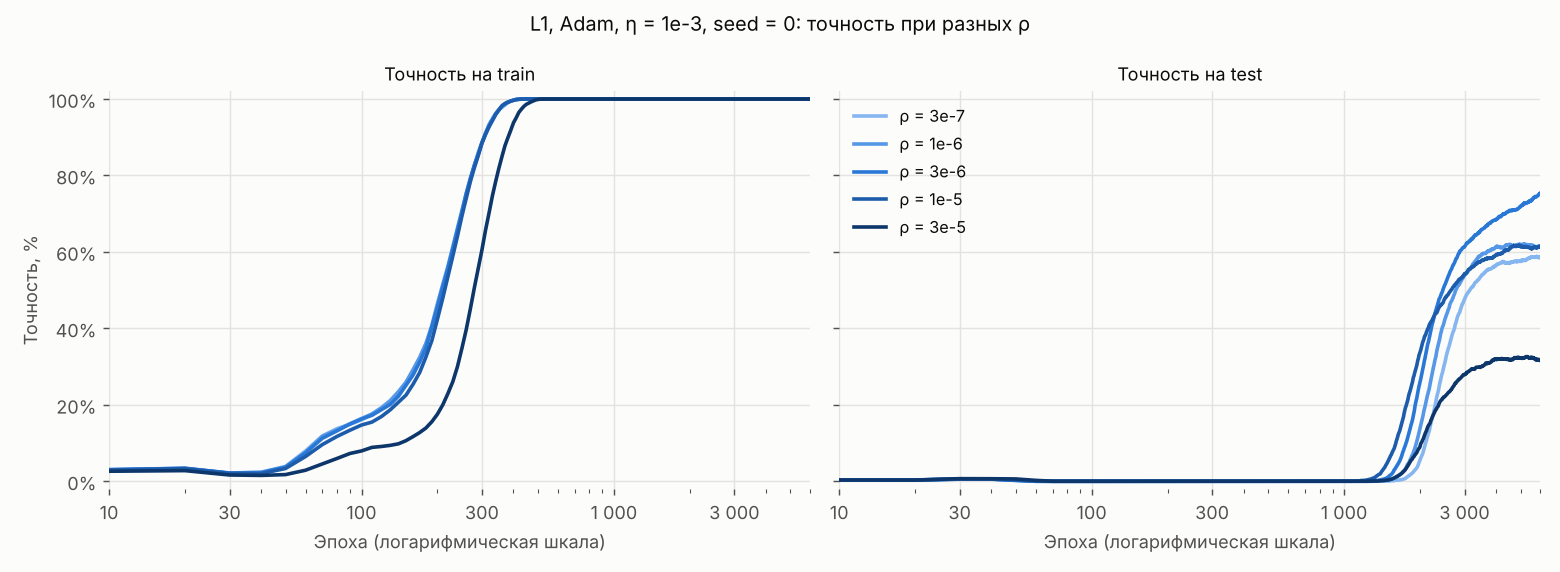 L1, Adam, η = 1e-3, seed = 0: точность при разных ρ
Точность на train
Точность, %
100%
80%
60%
40%
20%
0%
10
30
100
300
1 000
3 000
Эпоха (логарифмическая шкала)
Точность на test
ρ = 3e-7
ρ = 1e-6
ρ = 3e-6
ρ = 1e-5
ρ = 3e-5
10
30
100
300
1 000
3 000
Эпоха (логарифмическая шкала)